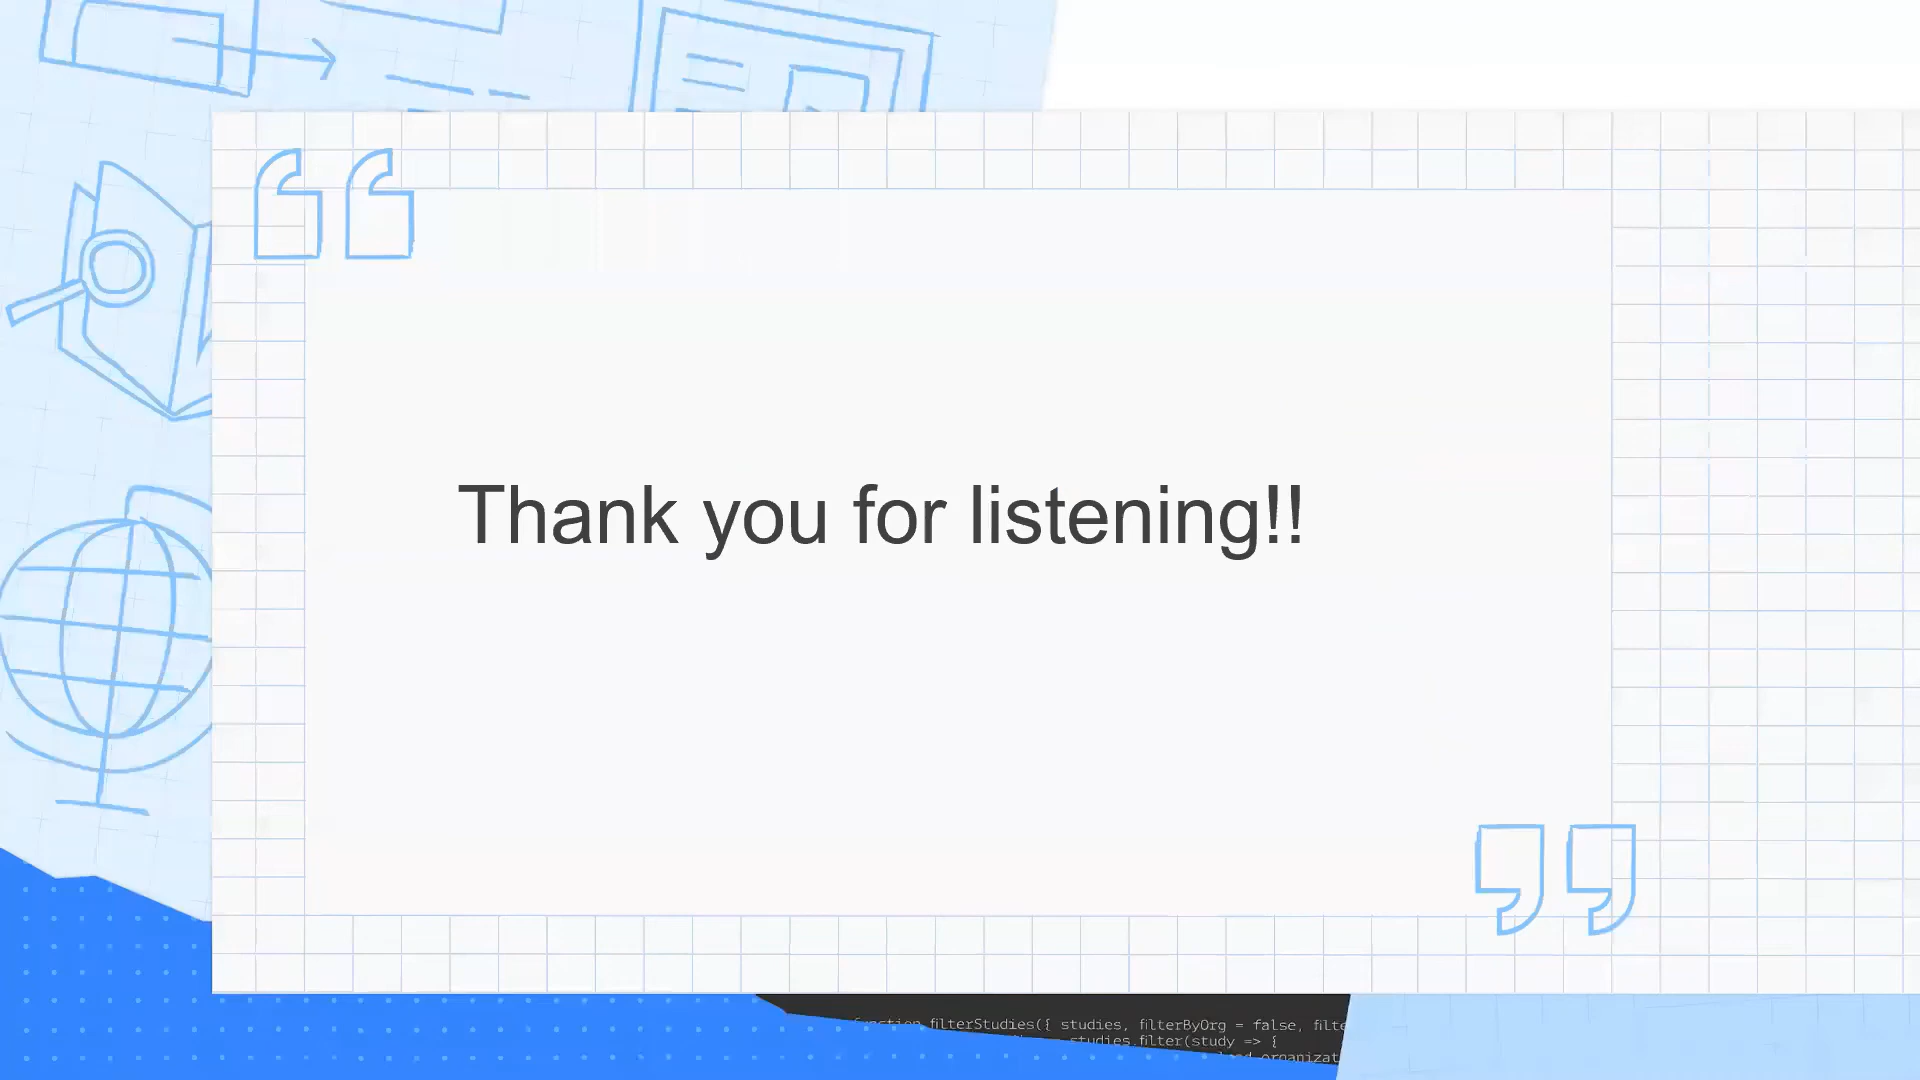 Thank you for listening!!
filterStudies({ studies, filterByOrg = false,
studies.filter(study => {